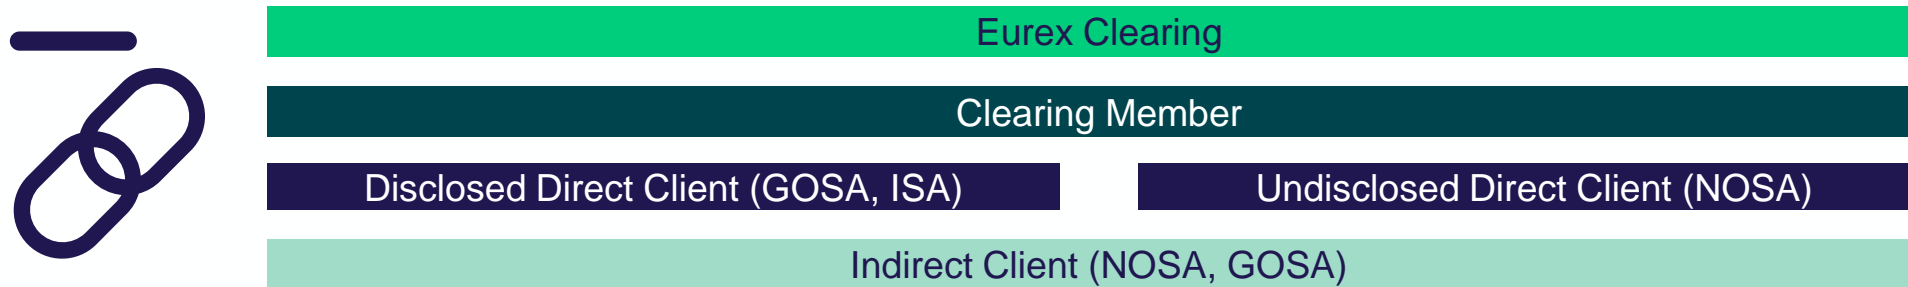 Eurex Clearing
Clearing Member
Disclosed Direct Client (GOSA, ISA)
Undisclosed Direct Client (NOSA)
Indirect Client (NOSA, GOSA)